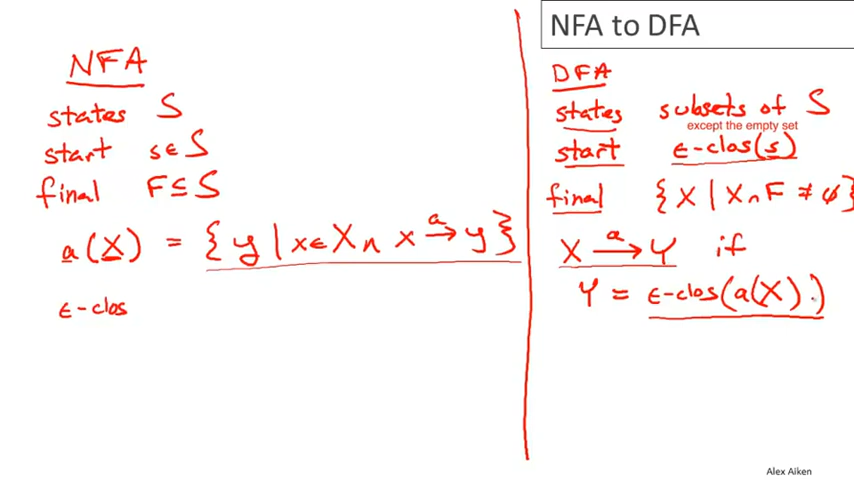 NFA to DFA
NFA
states S
start s∈S
final F⊆S
a(X) = {y | x∈X ∧ x →a y}
ε-clos
DFA
states subsets of S
except the empty set
start ε-clos(s)
final {X | X∩F ≠ φ}
X →a Y if
Y = ε-clos(a(X))
Alex Aiken